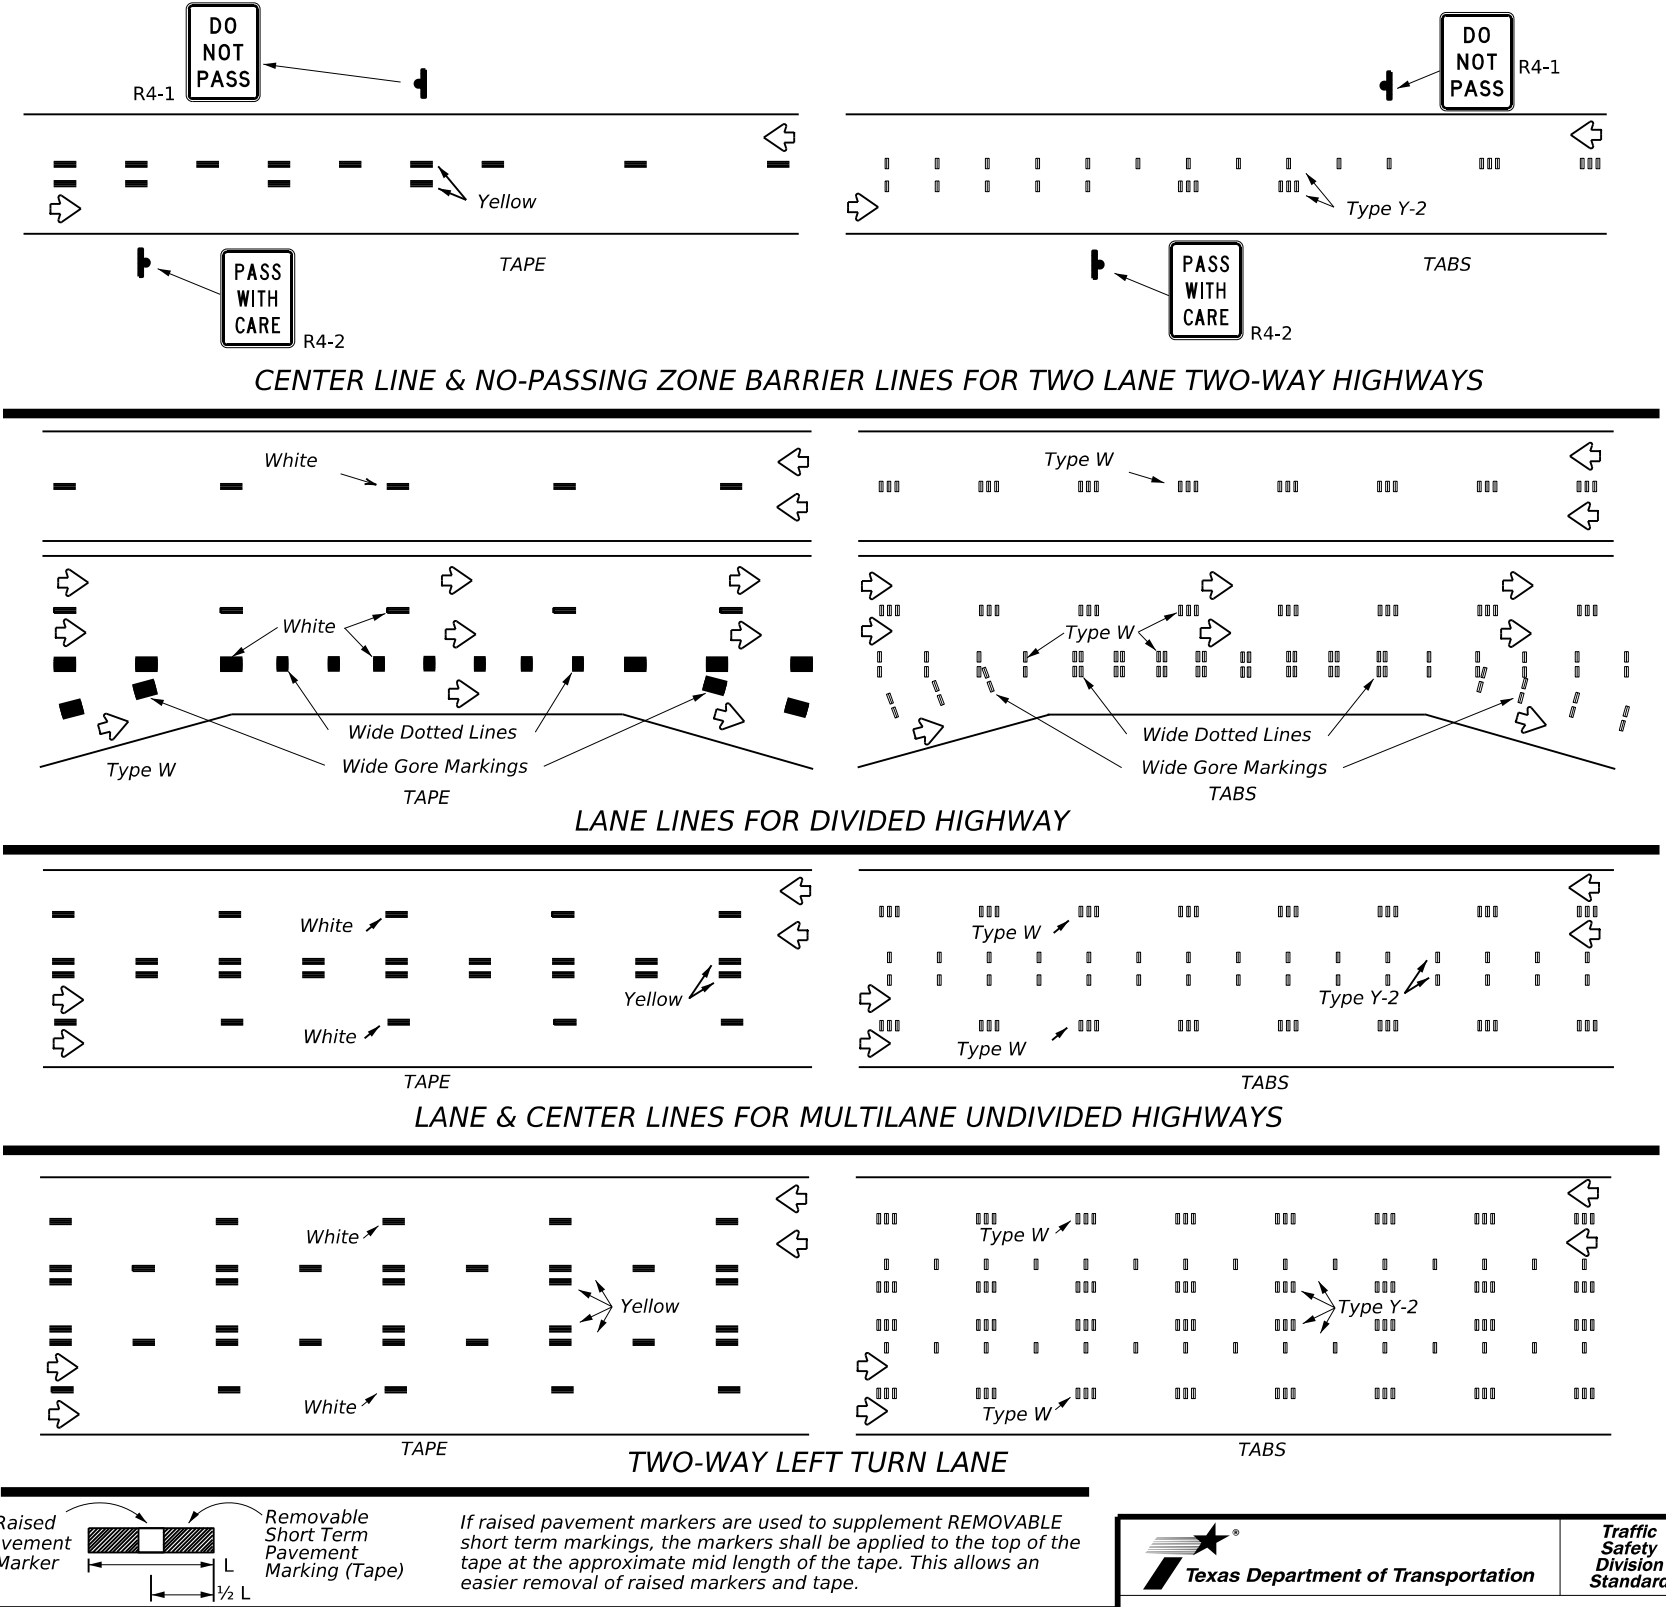 DO
NOT
PASS
R4-1
Yellow
PASS
WITH
CARE
R4-2
TAPE
DO
NOT
PASS
R4-1
Type Y-2
PASS
WITH
CARE
R4-2
TABS
CENTER LINE & NO-PASSING ZONE BARRIER LINES FOR TWO LANE TWO-WAY HIGHWAYS
White
White
Wide Dotted Lines
Wide Gore Markings
Type W
TAPE
Type W
Type W
Wide Dotted Lines
Wide Gore Markings
TABS
LANE LINES FOR DIVIDED HIGHWAY
White
Yellow
White
TAPE
Type W
Type Y-2
Type W
TABS
LANE & CENTER LINES FOR MULTILANE UNDIVIDED HIGHWAYS
White
Yellow
White
TAPE
Type W
Type Y-2
Type W
TABS
TWO-WAY LEFT TURN LANE
Raised
vement
Marker
L
½ L
Removable
Short Term
Pavement
Marking (Tape)
If raised pavement markers are used to supplement REMOVABLE
short term markings, the markers shall be applied to the top of the
tape at the approximate mid length of the tape. This allows an
easier removal of raised markers and tape.
®
Texas Department of Transportation
Traffic
Safety
Division
Standard